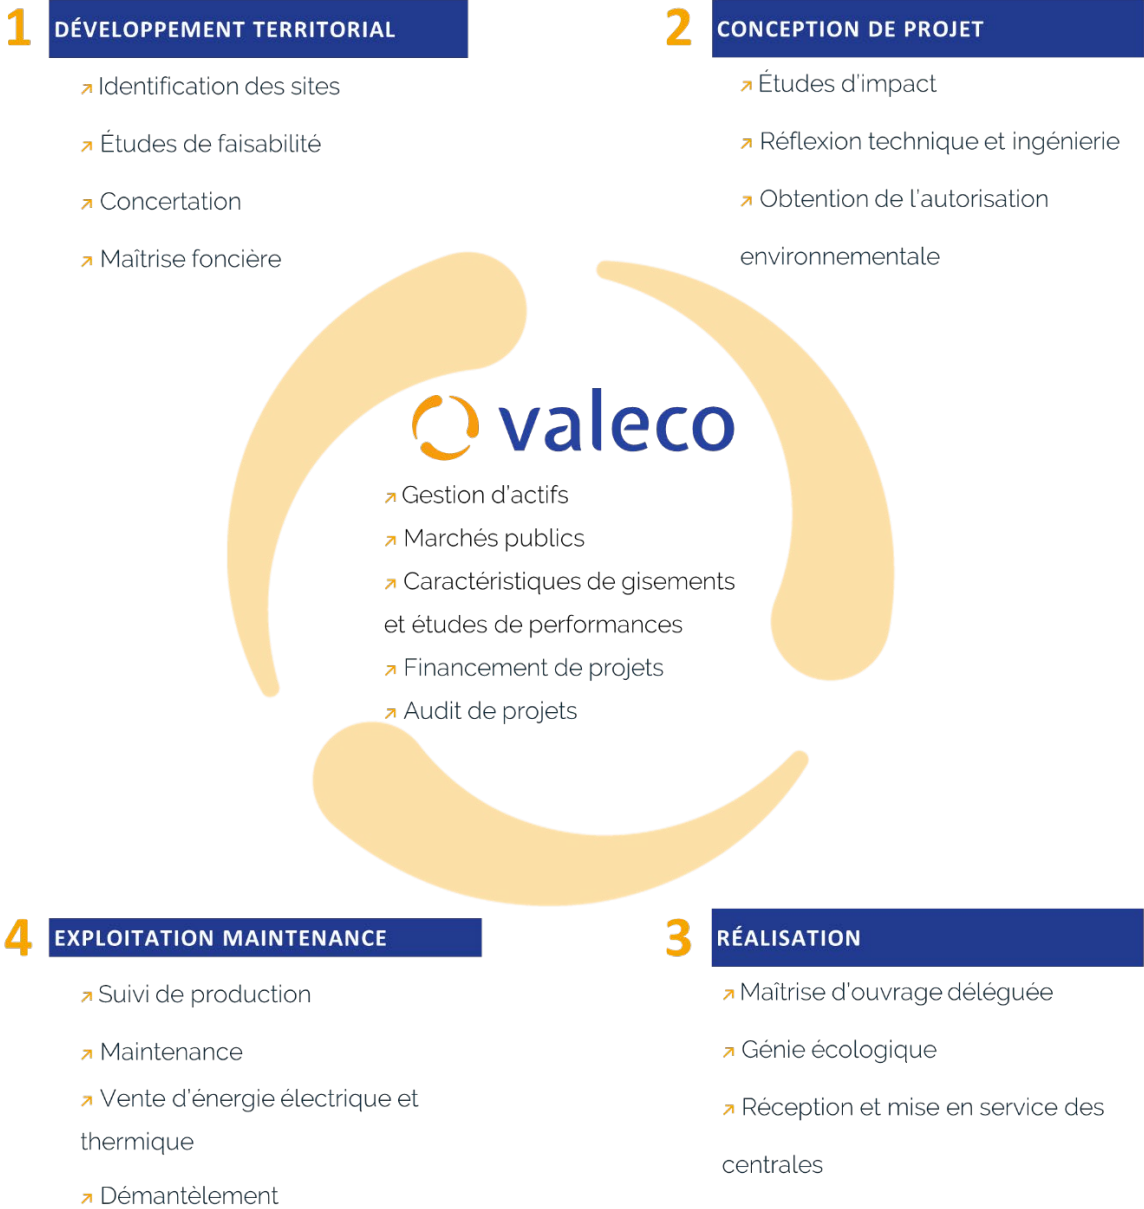 1 DÉVELOPPEMENT TERRITORIAL
↗ Identification des sites
↗ Études de faisabilité
↗ Concertation
↗ Maîtrise foncière
2 CONCEPTION DE PROJET
↗ Études d'impact
↗ Réflexion technique et ingénierie
↗ Obtention de l'autorisation
environnementale
valeco
↗ Gestion d'actifs
↗ Marchés publics
↗ Caractéristiques de gisements
et études de performances
↗ Financement de projets
↗ Audit de projets
4 EXPLOITATION MAINTENANCE
↗ Suivi de production
↗ Maintenance
↗ Vente d'énergie électrique et
thermique
↗ Démantèlement
3 RÉALISATION
↗ Maîtrise d'ouvrage déléguée
↗ Génie écologique
↗ Réception et mise en service des
centrales